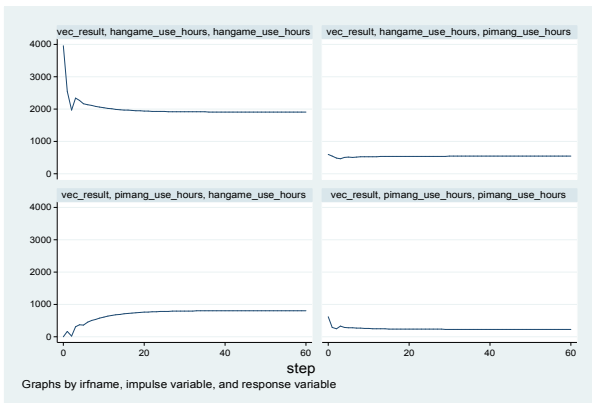 vec_result, hangame_use_hours, hangame_use_hours vec_result, hangame_use_hours, pimang_use_hours
4000
3000
2000
1000
0
vec_result, pimang_use_hours, hangame_use_hours vec_result, pimang_use_hours, pimang_use_hours
4000
3000
2000
1000
0
0 20 40 60 0 20 40 60
step
Graphs by irfname, impulse variable, and response variable